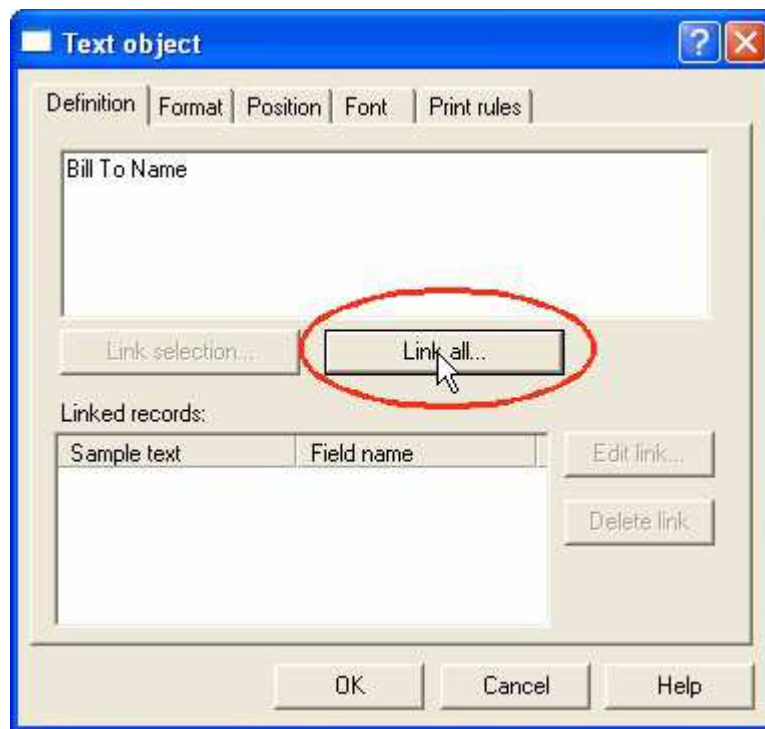 Text object
Definition Format Position Font Print rules
Bill To Name
Link selection... Link all...
Linked records:
Sample text Field name
Edit link...
Delete link
OK Cancel Help